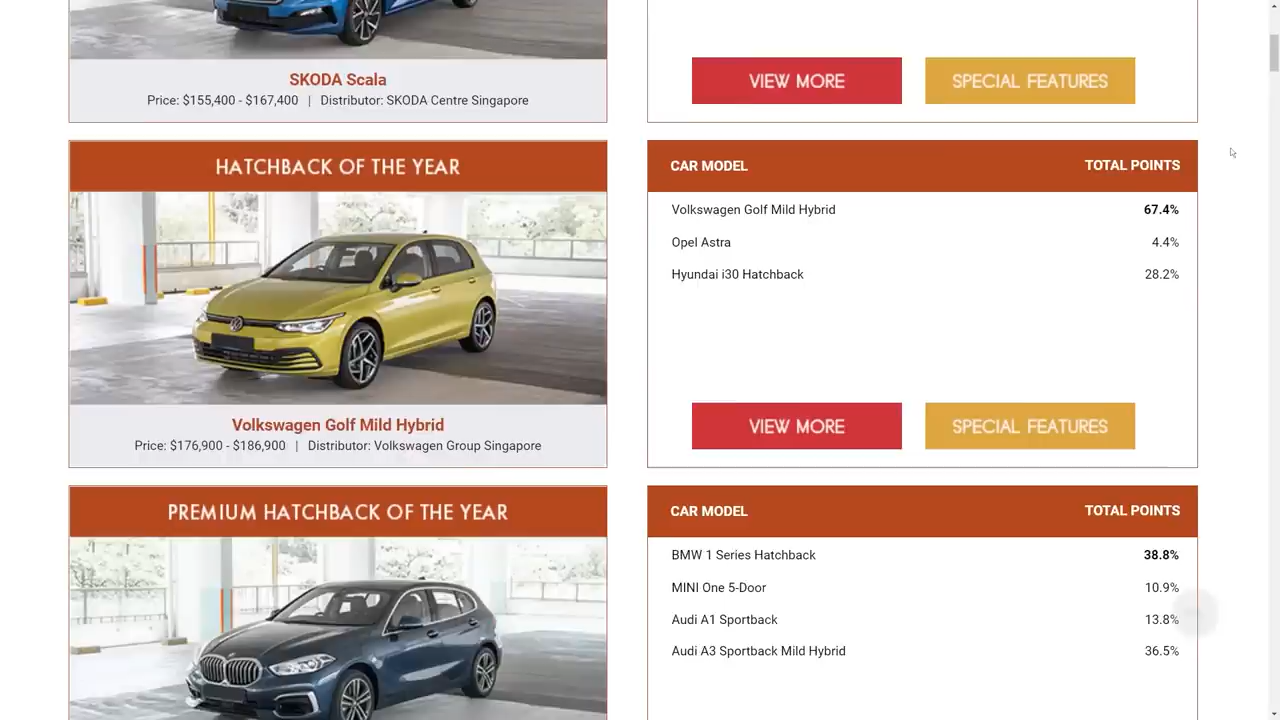 SKODA Scala
Price: $155,400 - $167,400 | Distributor: SKODA Centre Singapore
VIEW MORE
SPECIAL FEATURES
HATCHBACK OF THE YEAR
Volkswagen Golf Mild Hybrid
Price: $176,900 - $186,900 | Distributor: Volkswagen Group Singapore
CAR MODEL TOTAL POINTS
Volkswagen Golf Mild Hybrid 67.4%
Opel Astra 4.4%
Hyundai i30 Hatchback 28.2%
VIEW MORE
SPECIAL FEATURES
PREMIUM HATCHBACK OF THE YEAR
CAR MODEL TOTAL POINTS
BMW 1 Series Hatchback 38.8%
MINI One 5-Door 10.9%
Audi A1 Sportback 13.8%
Audi A3 Sportback Mild Hybrid 36.5%